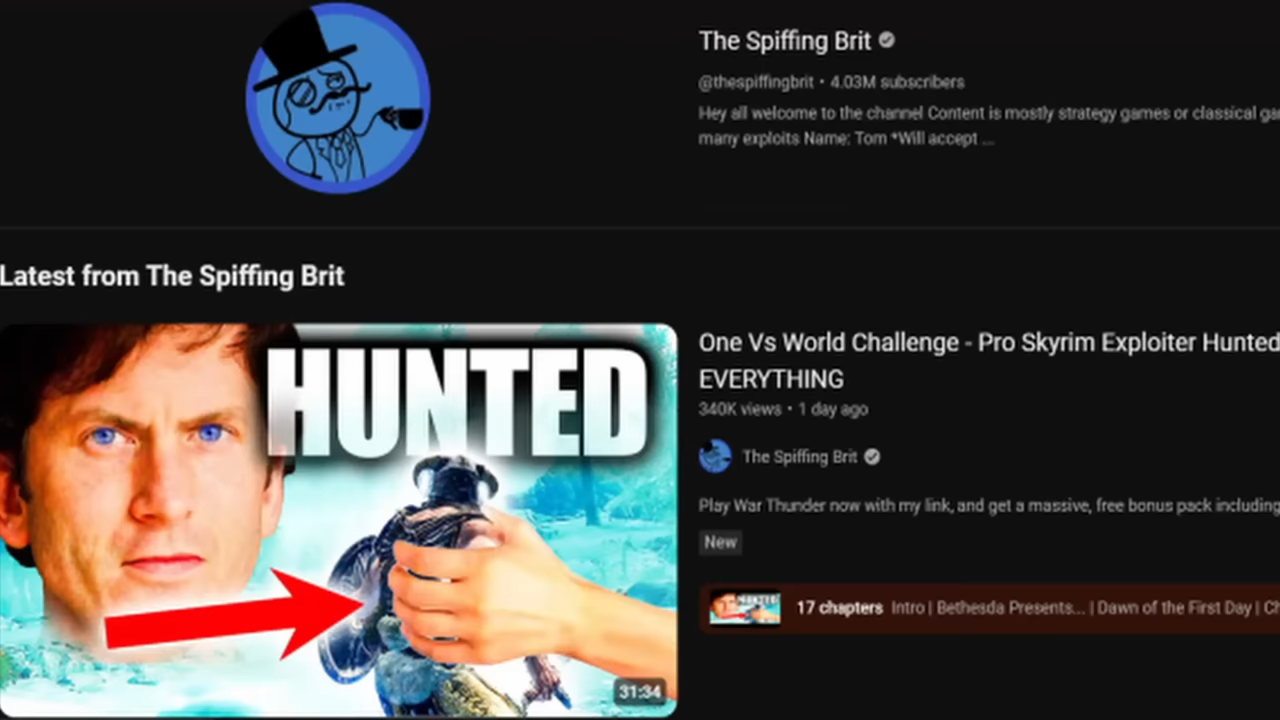 The Spiffing Brit
@thespiffingbrit • 4.03M subscribers
Hey all welcome to the channel Content is mostly strategy games or classical
many exploits Name: Tom *Will accept ...
Latest from The Spiffing Brit
HUNTED
31:34
One Vs World Challenge - Pro Skyrim Exploiter Hunted
EVERYTHING
340K views • 1 day ago
The Spiffing Brit
Play War Thunder now with my link, and get a massive, free bonus pack including
New
HUNTED
17 chapters Intro | Bethesda Presents... | Dawn of the First Day |